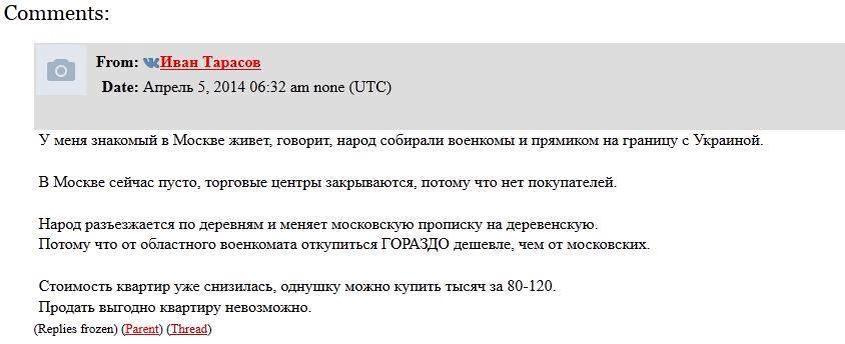 Comments:
From: Иван Тарасов
Date: Апрель 5, 2014 06:32 am none (UTC)
У меня знакомый в Москве живет, говорит, народ собирали военкомы и прямиком на границу с Украиной.
В Москве сейчас пусто, торговые центры закрываются, потому что нет покупателей.
Народ разъезжается по деревням и меняет московскую прописку на деревенскую.
Потому что от областного военкомата откупиться ГОРАЗДО дешевле, чем от московских.
Стоимость квартир уже снизилась, однушку можно купить тысяч за 80-120.
Продать выгодно квартиру невозможно.
(Replies frozen) (Parent) (Thread)